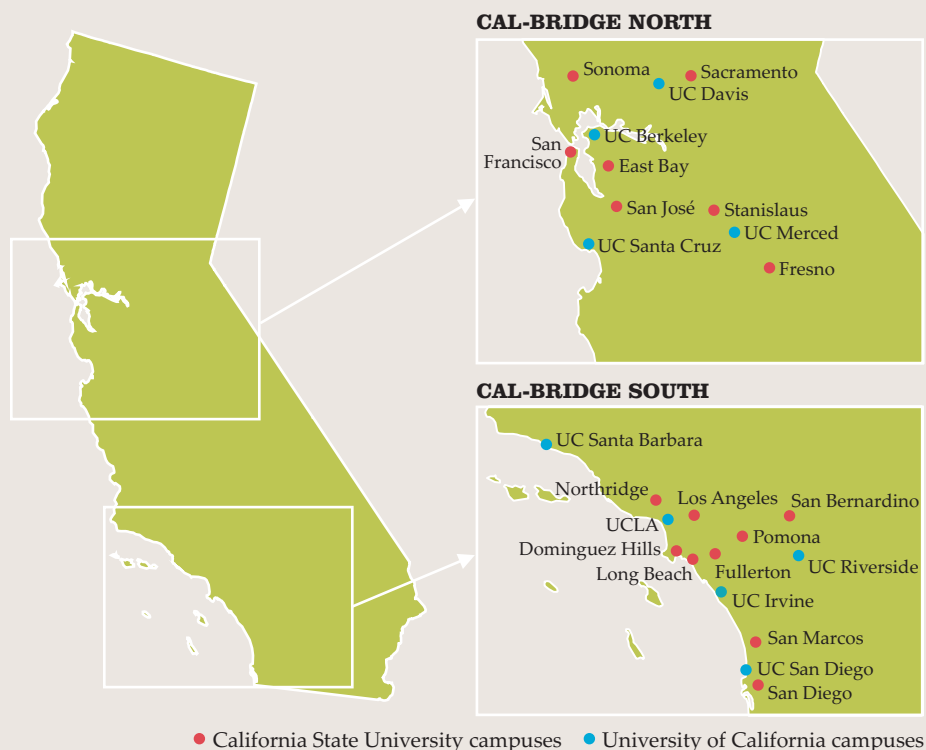 CAL-BRIDGE NORTH
Sonoma
Sacramento
UC Davis
UC Berkeley
San
Francisco
East Bay
San José
Stanislaus
UC Merced
UC Santa Cruz
Fresno
CAL-BRIDGE SOUTH
UC Santa Barbara
Northridge
Los Angeles
San Bernardino
UCLA
Pomona
Dominguez Hills
Long Beach
Fullerton
UC Riverside
UC Irvine
San Marcos
UC San Diego
San Diego
California State University campuses
University of California campuses